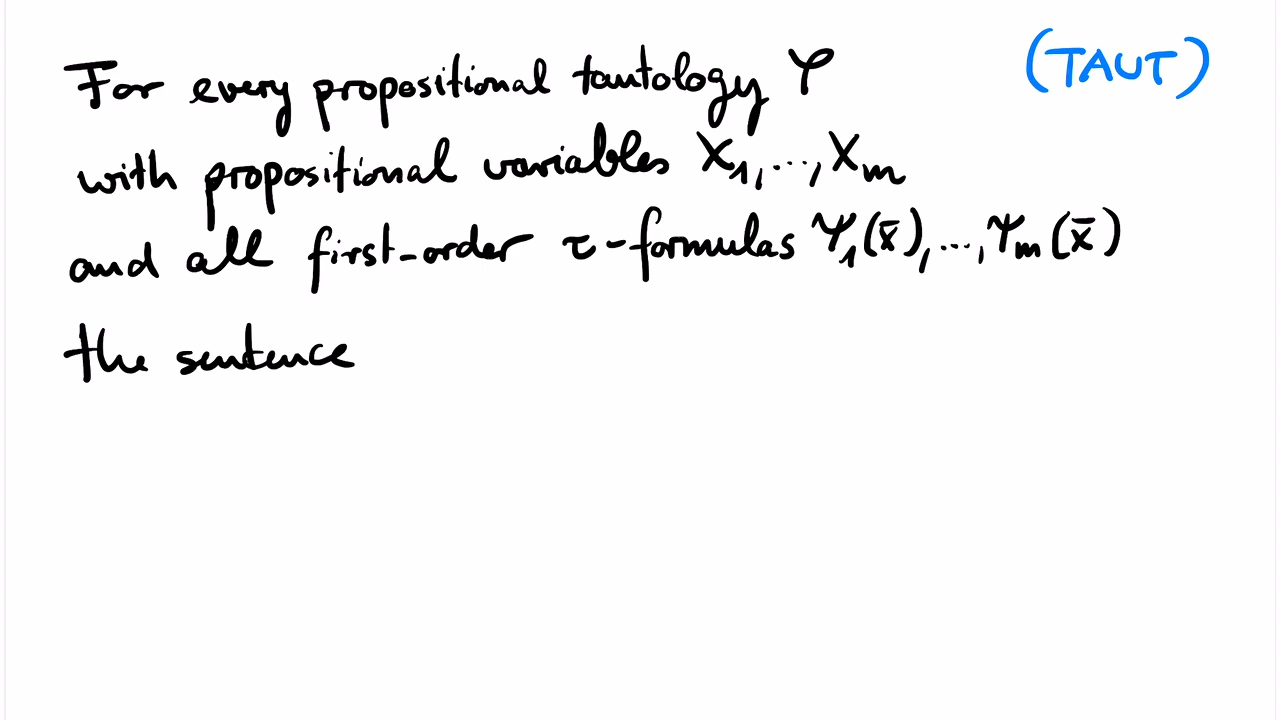 For every propositional tautology φ (TAUT)
with propositional variables X₁,...,Xₘ
and all first-order τ-formulas ψ₁(x̄),...,ψₘ(x̄)
the sentence